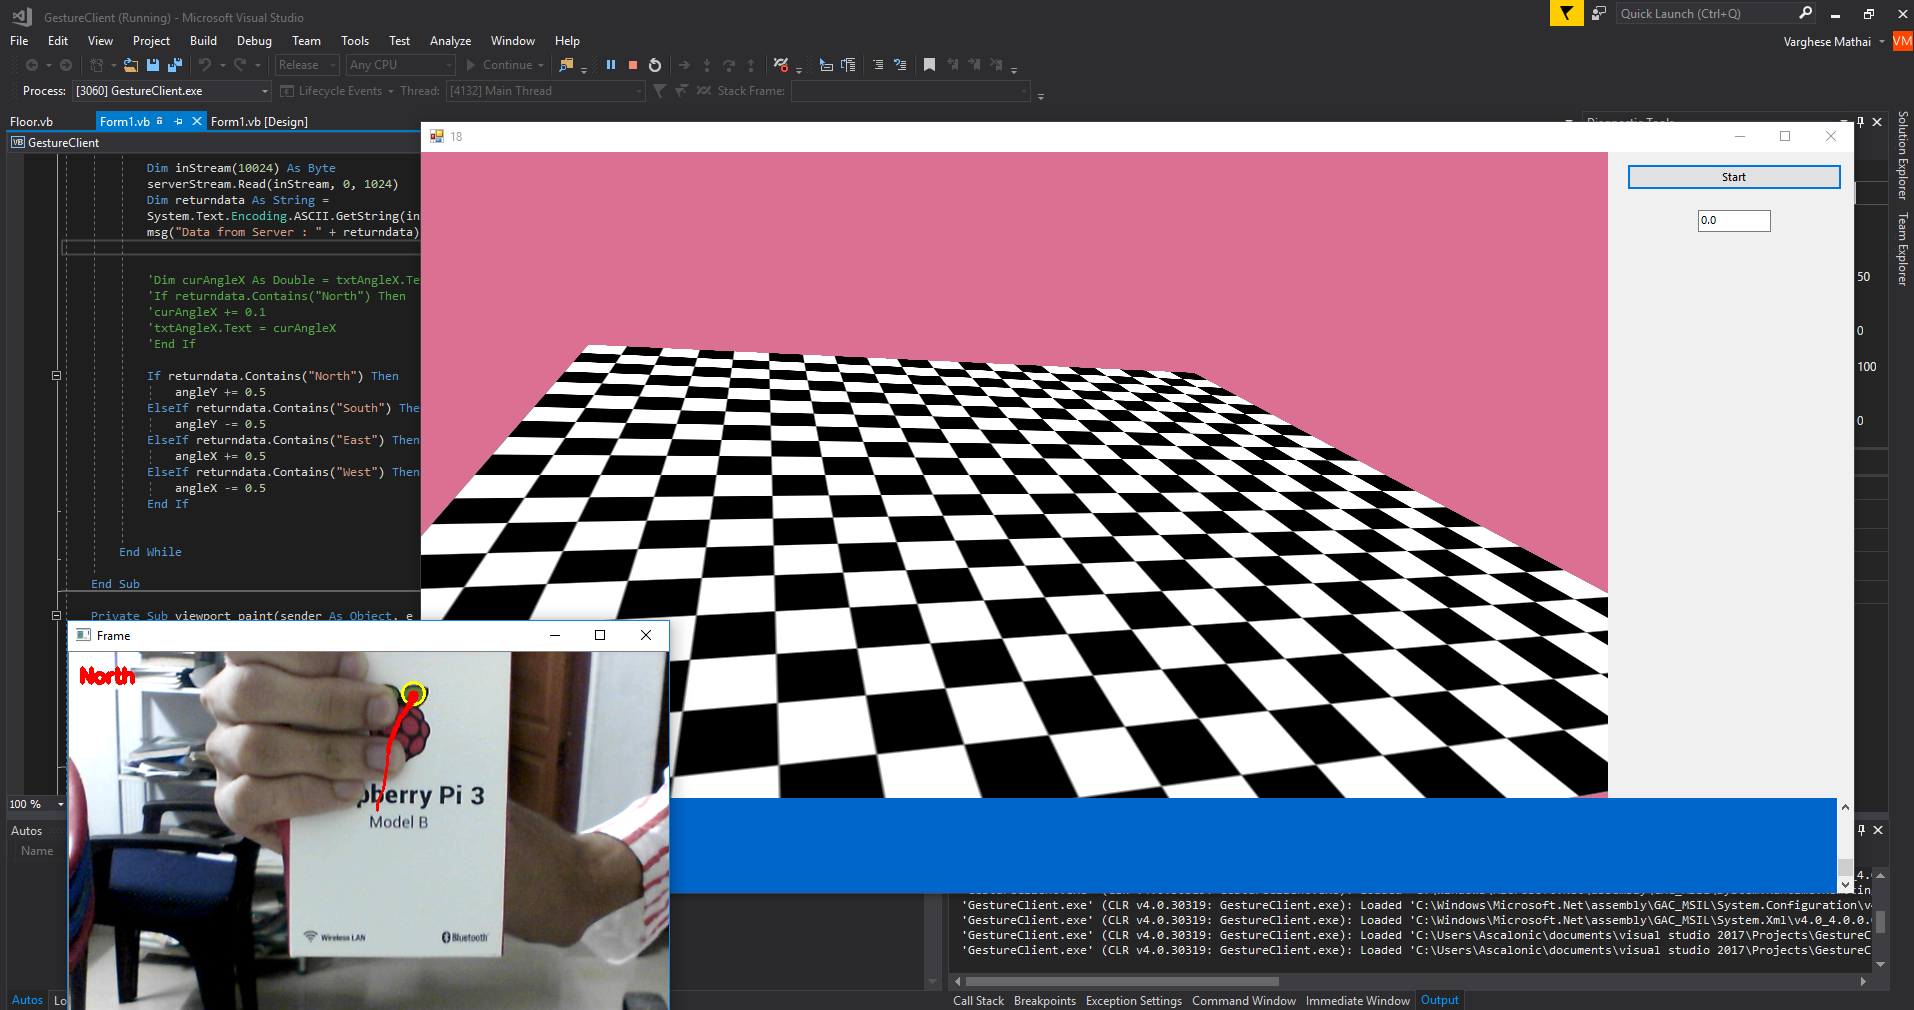 GestureClient (Running) - Microsoft Visual Studio
Quick Launch (Ctrl+Q)
File Edit View Project Build Debug Team Tools Test Analyze Window Help
Varghese Mathai VM
Release Any CPU Continue
Process: [3060] GestureClient.exe Lifecycle Events Thread: [4132] Main Thread Stack Frame:
Floor.vb Form1.vb Form1.vb [Design]
VB GestureClient
Dim inStream(10024) As Byte
serverStream.Read(inStream, 0, 1024)
Dim returndata As String =
System.Text.Encoding.ASCII.GetString(in
msg("Data from Server : " + returndata)
'Dim curAngleX As Double = txtAngleX.Te
'If returndata.Contains("North") Then
'curAngleX += 0.1
'txtAngleX.Text = curAngleX
'End If
If returndata.Contains("North") Then
angleY += 0.5
ElseIf returndata.Contains("South") The
angleY -= 0.5
ElseIf returndata.Contains("East") Then
angleX += 0.5
ElseIf returndata.Contains("West") Then
angleX -= 0.5
End If
End While
End Sub
Private Sub viewport_paint(sender As Object, e
100 %
Autos
Name
Autos Lo
18
Start
0.0
Diagnostic Tools
Solution Explorer
Team Explorer
50
0
100
0
Frame
North
pberry Pi 3
Model B
Wireless LAN Bluetooth
'GestureClient.exe' (CLR v4.0.30319: GestureClient.exe): Loaded 'C:\Windows\Microsoft.Net\assembly\GAC_MSIL\System.Configuration\v4
'GestureClient.exe' (CLR v4.0.30319: GestureClient.exe): Loaded 'C:\Windows\Microsoft.Net\assembly\GAC_MSIL\System.Xml\v4.0_4.0.0.
'GestureClient.exe' (CLR v4.0.30319: GestureClient.exe): Loaded 'C:\Users\Ascalonic\documents\visual studio 2017\Projects\GestureC
'GestureClient.exe' (CLR v4.0.30319: GestureClient.exe): Loaded 'C:\Users\Ascalonic\documents\visual studio 2017\Projects\GestureC
Call Stack Breakpoints Exception Settings Command Window Immediate Window Output